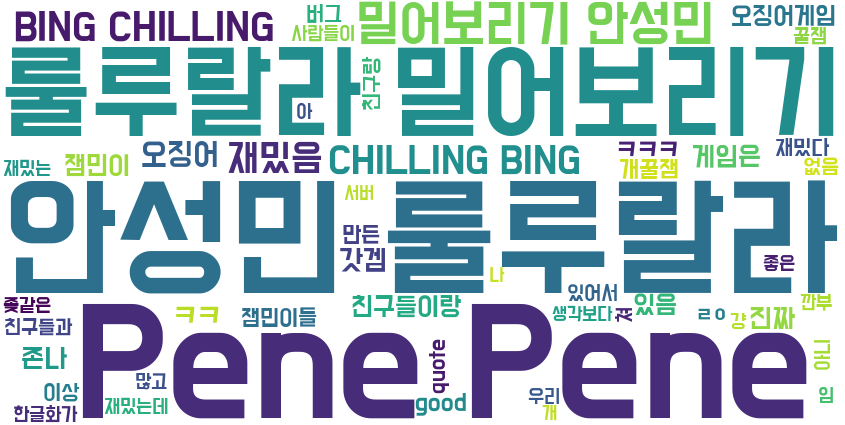 BING CHILLING 버그 사람들이 밀어보리기 안성민 오징어게임 꿀잼
룰루랄라 친구랑 아 밀어보리기
재밌는 잼민이 오징어 재밌음 CHILLING BING ㅋㅋㅋ 개꿀잼 게임은 재밌다 없음
안성민 서버 만든 갓겜 룰루랄라 나 좋은
좆같은 친구들과 ㅋㅋ 잼민이들 친구들이랑 있어서 생각보다 져 있음 ㄹㅇ 걍 진짜 깐부
존나 Pene Pene 아니
이상 많고 quote 우리 임
한글화가 재밌는데 good 개